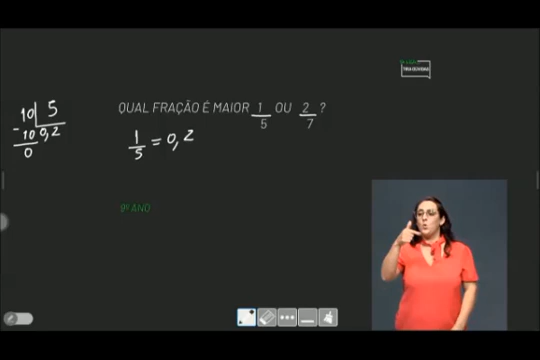 QUAL FRAÇÃO É MAIOR 1/5 OU 2/7?
10 | 5
-10 0,2
0
1/5 = 0,2
9º ANO